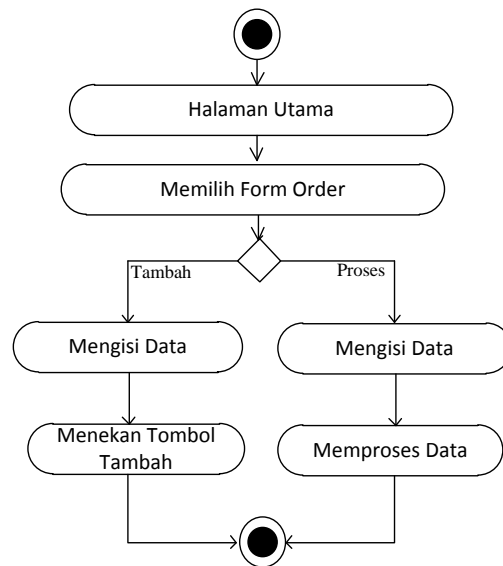 Halaman Utama
Memilih Form Order
Tambah
Proses
Mengisi Data
Mengisi Data
Menekan Tombol
Tambah
Memproses Data